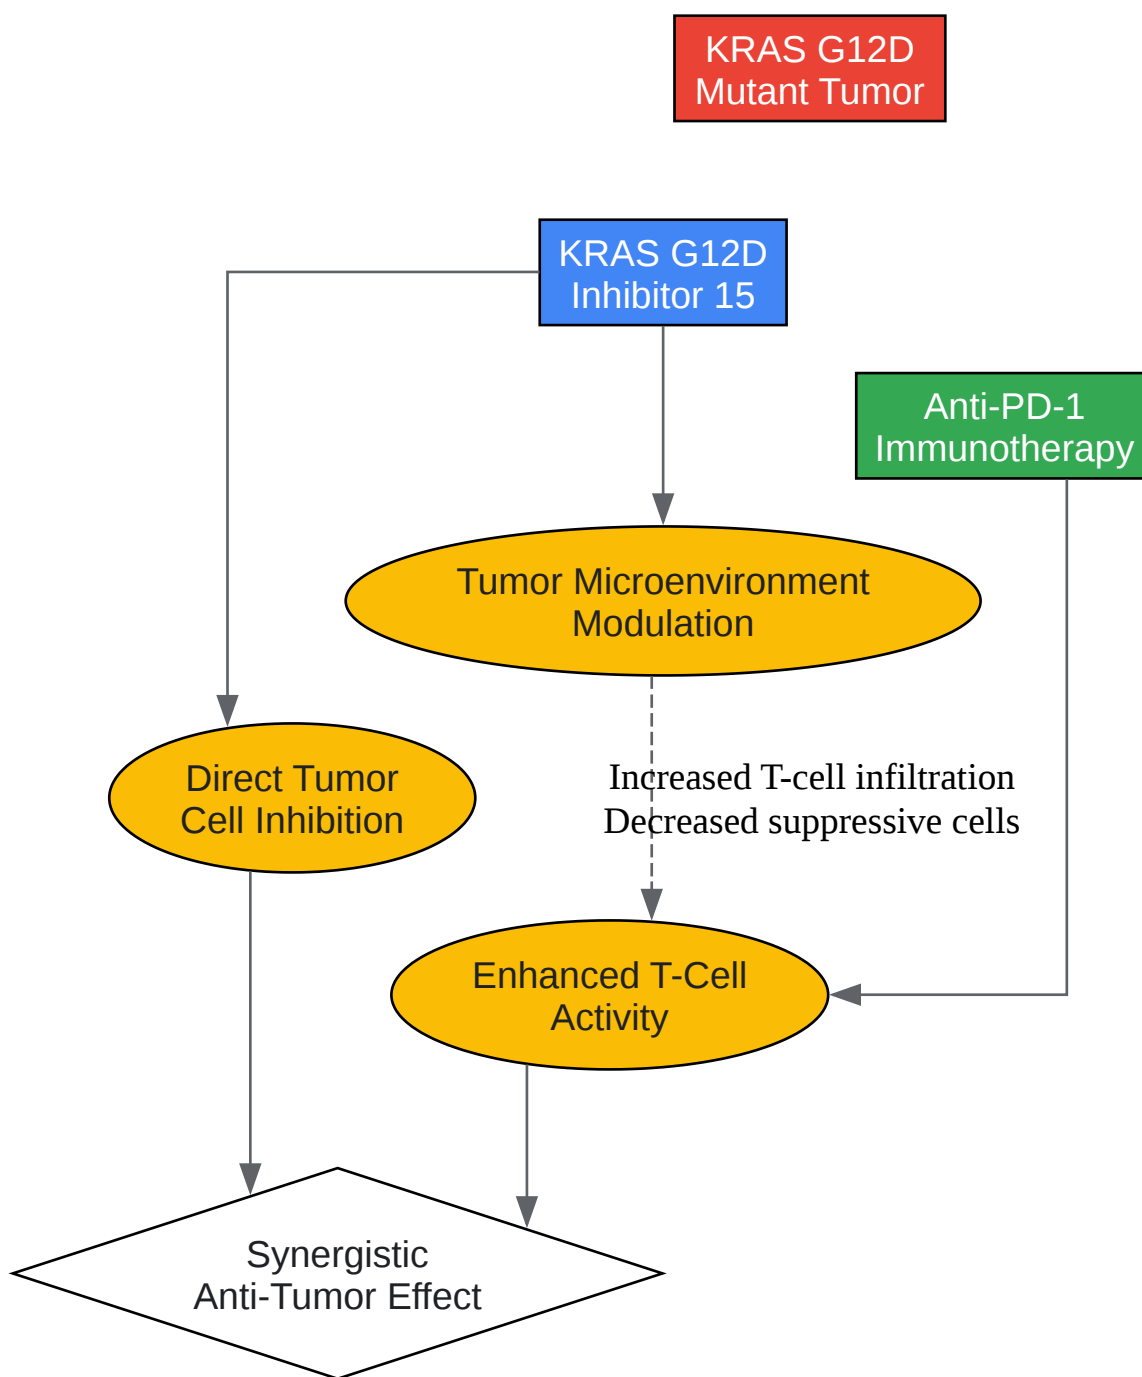 KRAS G12D
Mutant Tumor
KRAS G12D
Inhibitor 15
Anti-PD-1
Immunotherapy
Tumor Microenvironment
Modulation
Direct Tumor
Cell Inhibition
Increased T-cell infiltration
Decreased suppressive cells
Enhanced T-Cell
Activity
Synergistic
Anti-Tumor Effect